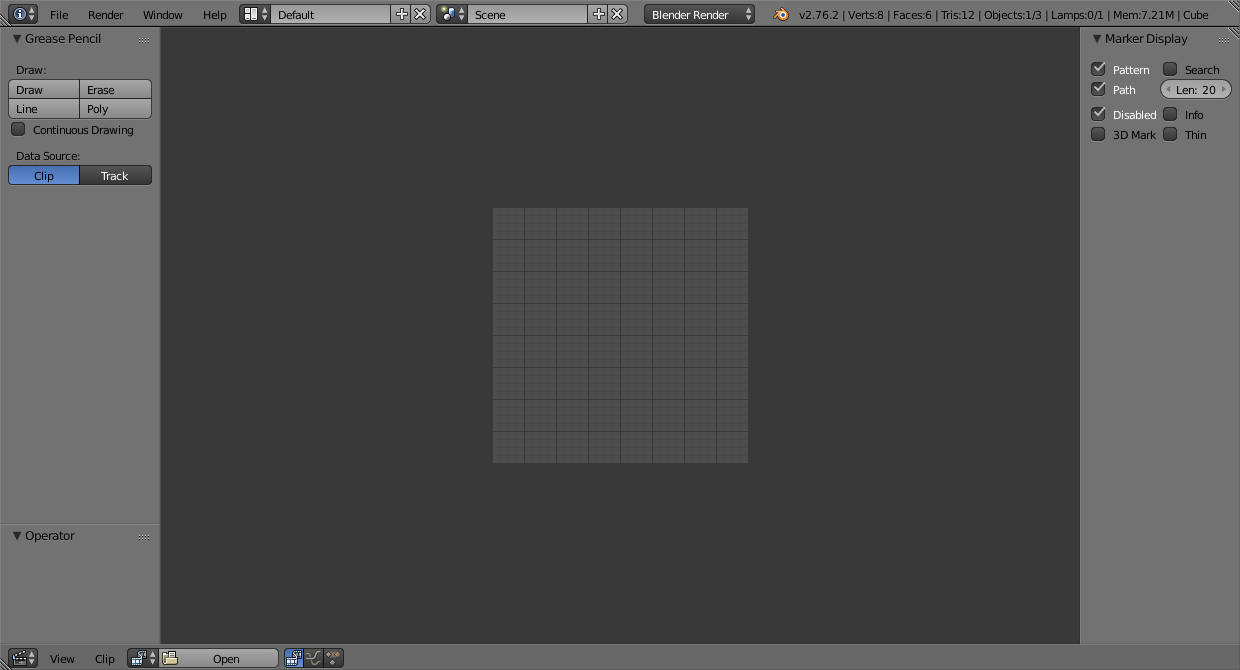 File Render Window Help Default Scene Blender Render v2.76.2 | Verts:8 | Faces:6 | Tris:12 | Objects:1/3 | Lamps:0/1 | Mem:7.21M | Cube
Grease Pencil
Marker Display
Draw:
Draw Erase
Line Poly
Continuous Drawing
Data Source:
Clip Track
Pattern Search
Path Len: 20
Disabled Info
3D Mark Thin
Operator
View Clip Open